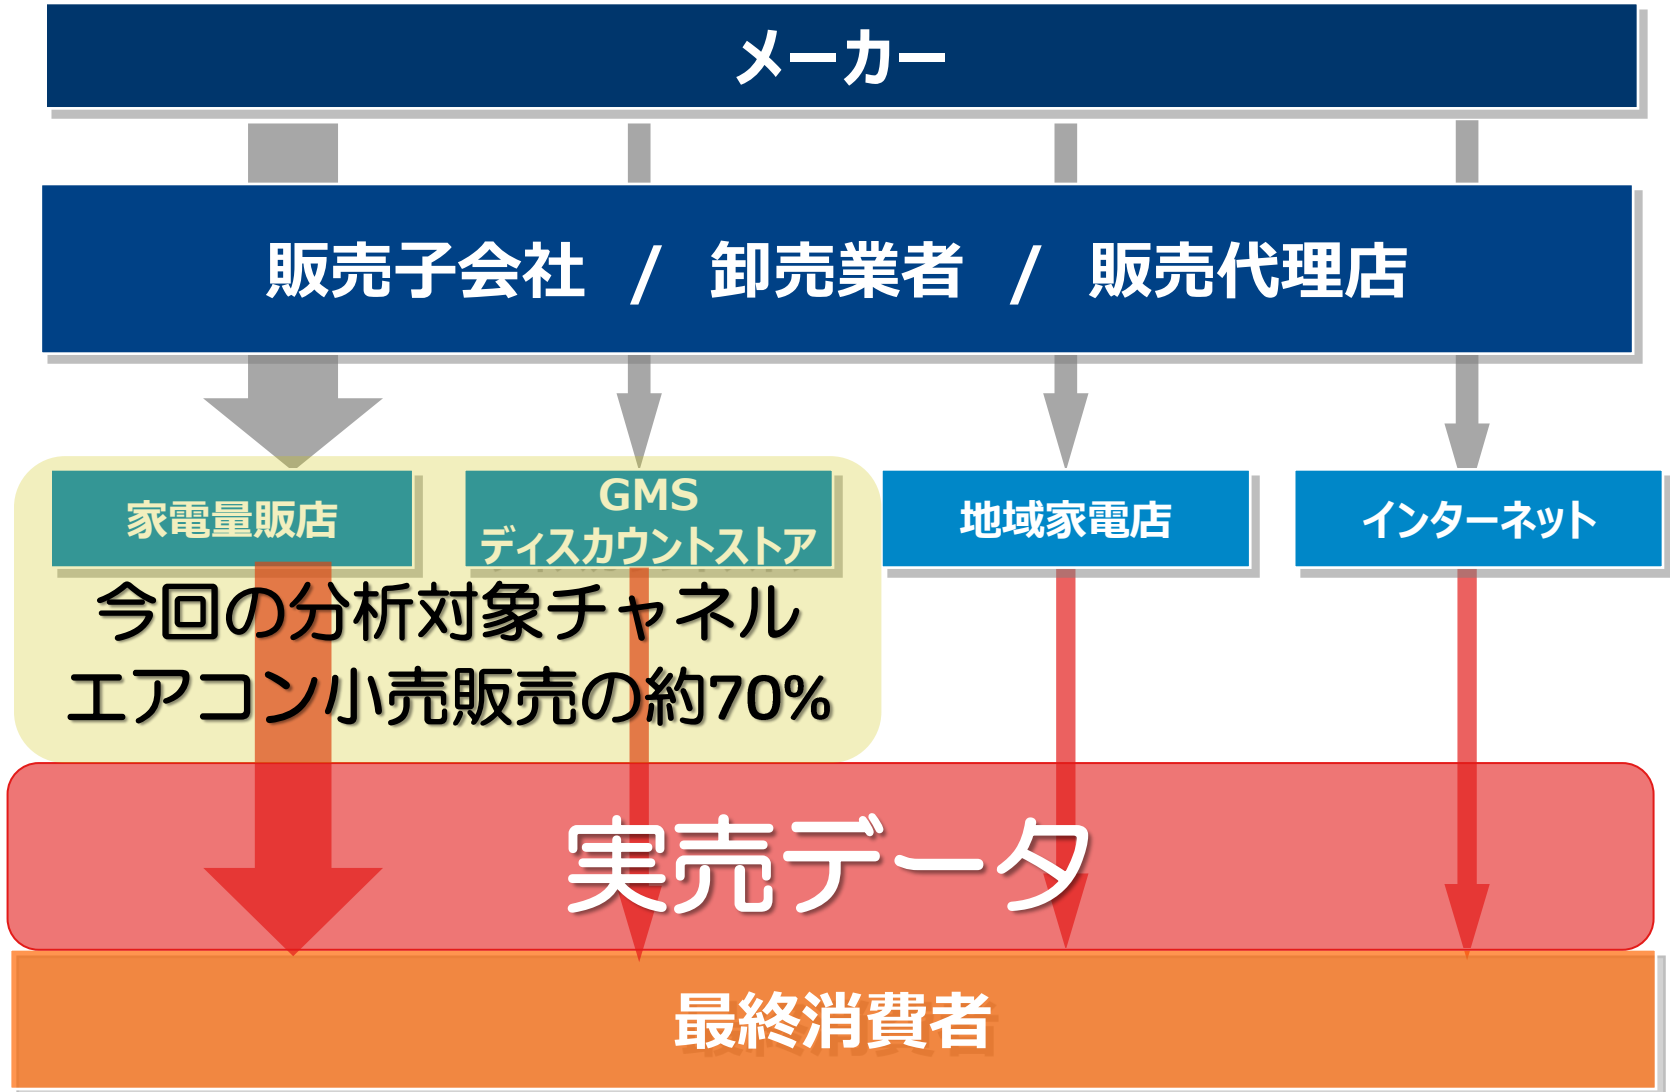 メーカー
販売子会社 / 卸売業者 / 販売代理店
家電量販店
GMS
ディスカウントストア
地域家電店
インターネット
今回の分析対象チャネル
エアコン小売販売の約70%
実売データ
最終消費者